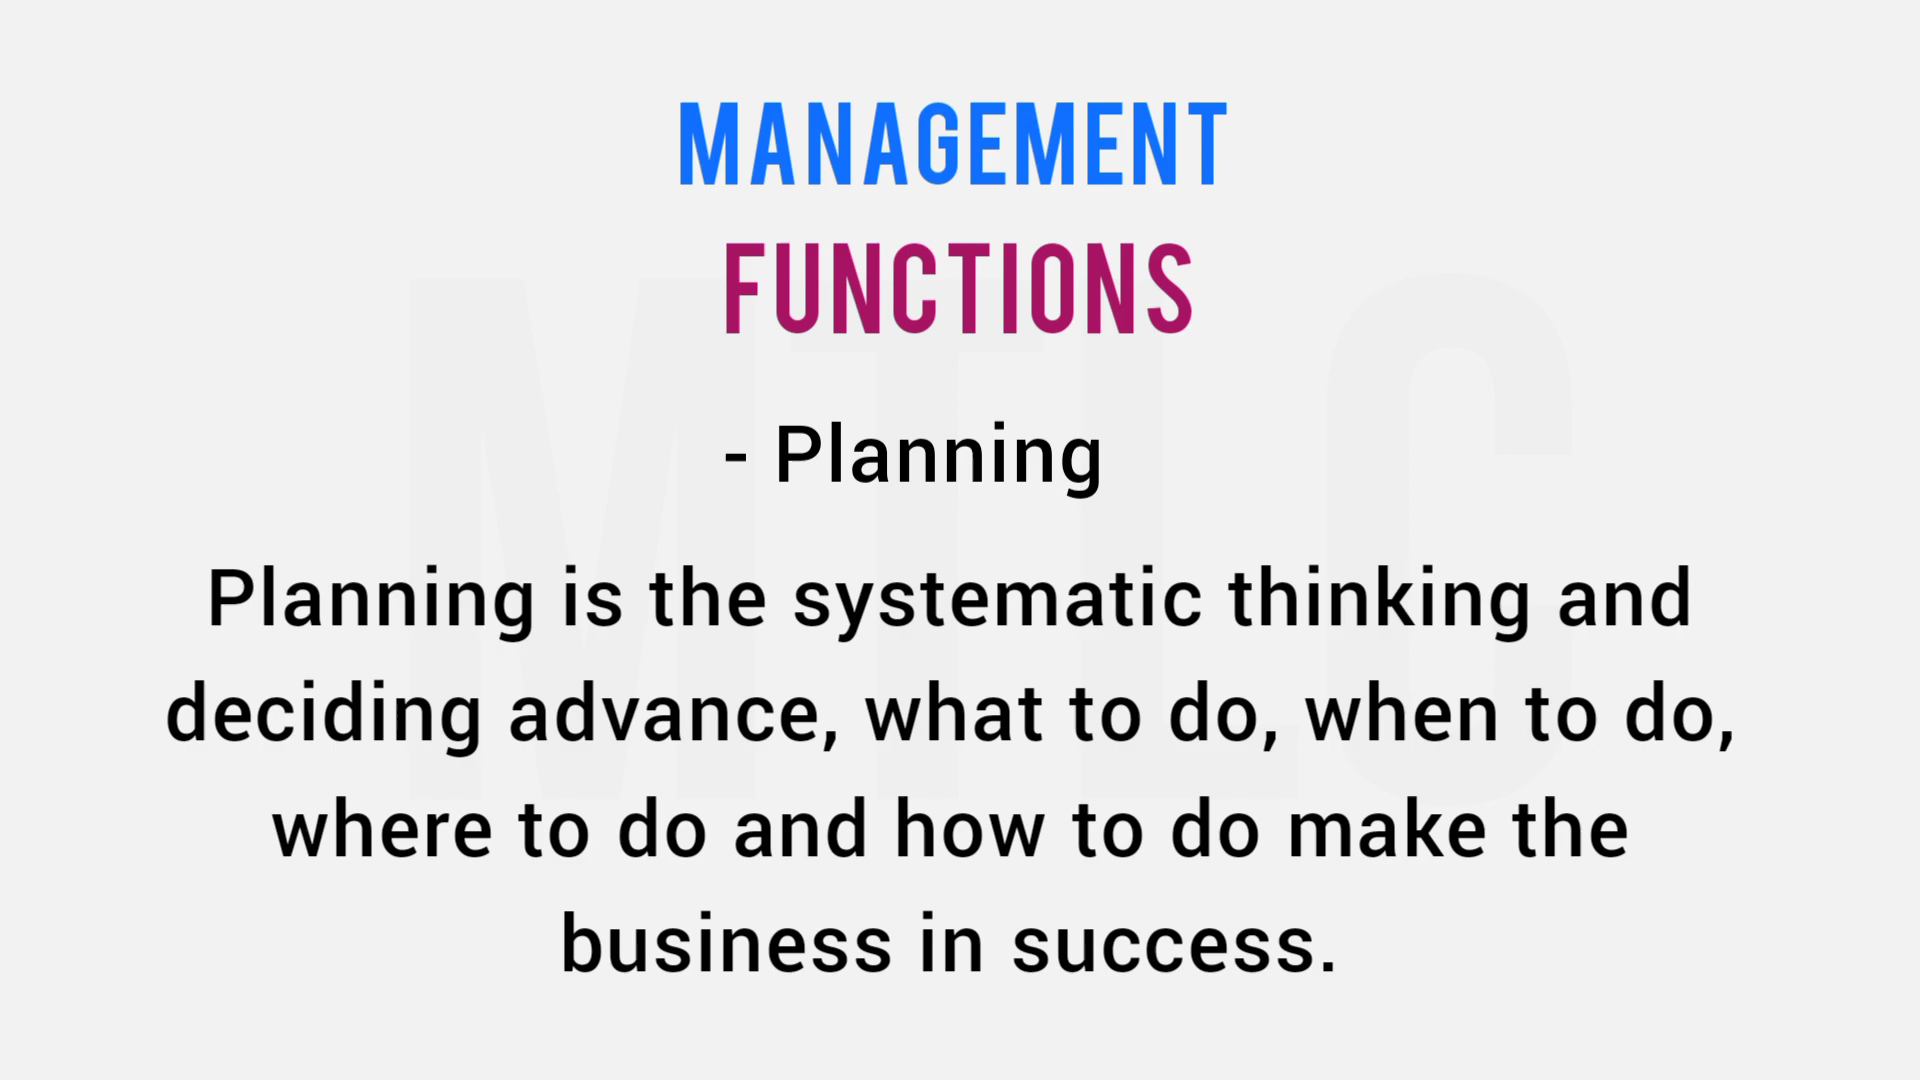 MANAGEMENT
FUNCTIONS
- Planning
Planning is the systematic thinking and
deciding advance, what to do, when to do,
where to do and how to do make the
business in success.
MTLC